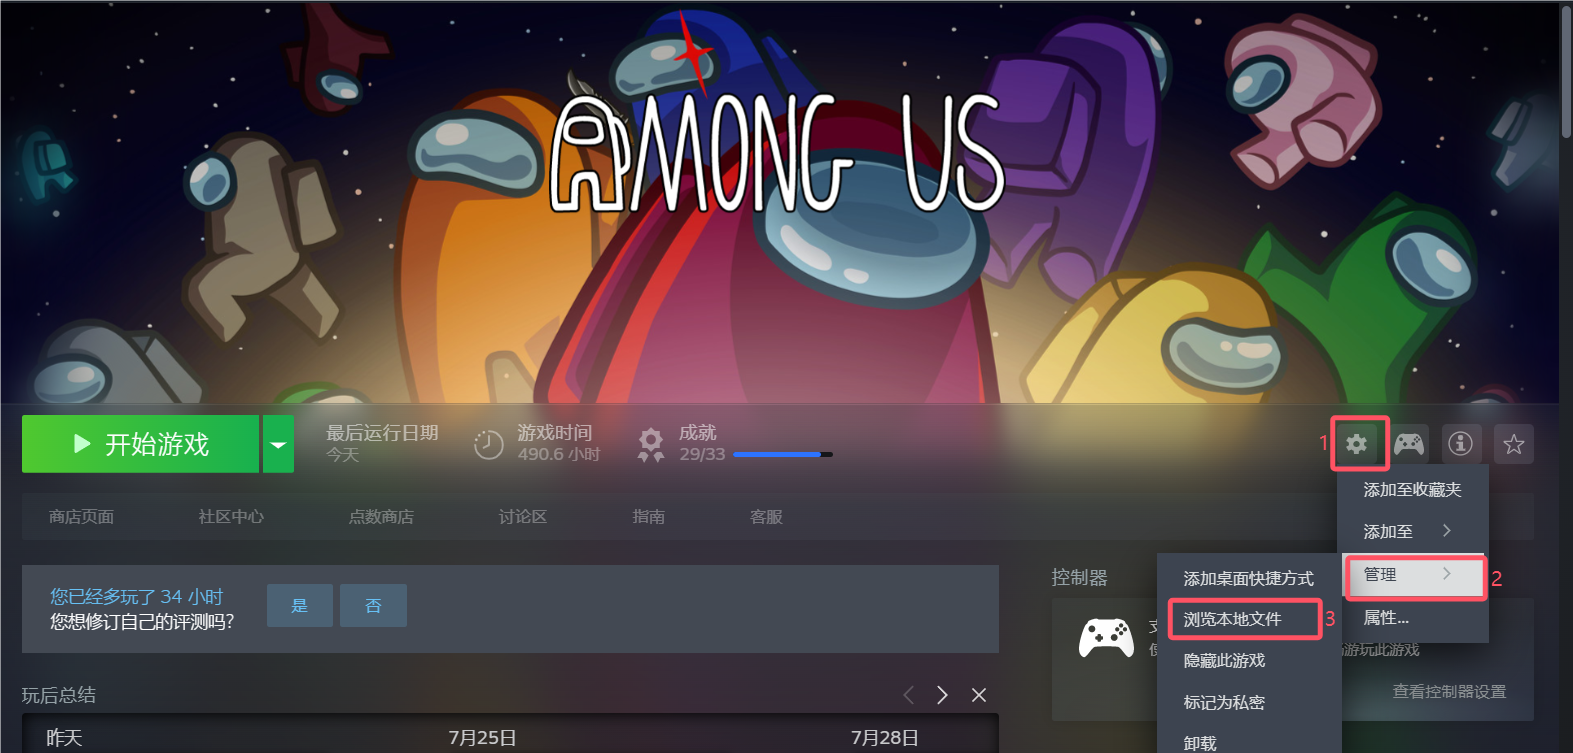 AMONG US
开始游戏
最后运行日期
今天
游戏时间
490.6 小时
成就
29/33
1
添加至收藏夹
添加至
管理
2
属性...
商店页面
社区中心
点数商店
讨论区
指南
客服
您已经多玩了 34 小时
您想修订自己的评测吗?
是
否
控制器
添加桌面快捷方式
浏览本地文件
3
隐藏此游戏
标记为私密
卸载
游玩此游戏
查看控制器设置
玩后总结
昨天
7月25日
7月28日